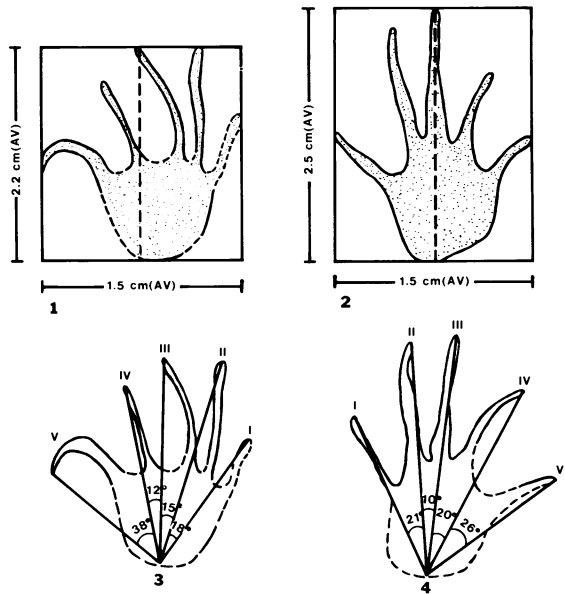 2.2 cm(AV)
1.5 cm(AV)
1
2.5 cm(AV)
1.5 cm(AV)
2
V
IV
III
II
I
38°
12°
15°
18°
3
I
II
III
IV
V
21°
10°
20°
26°
4